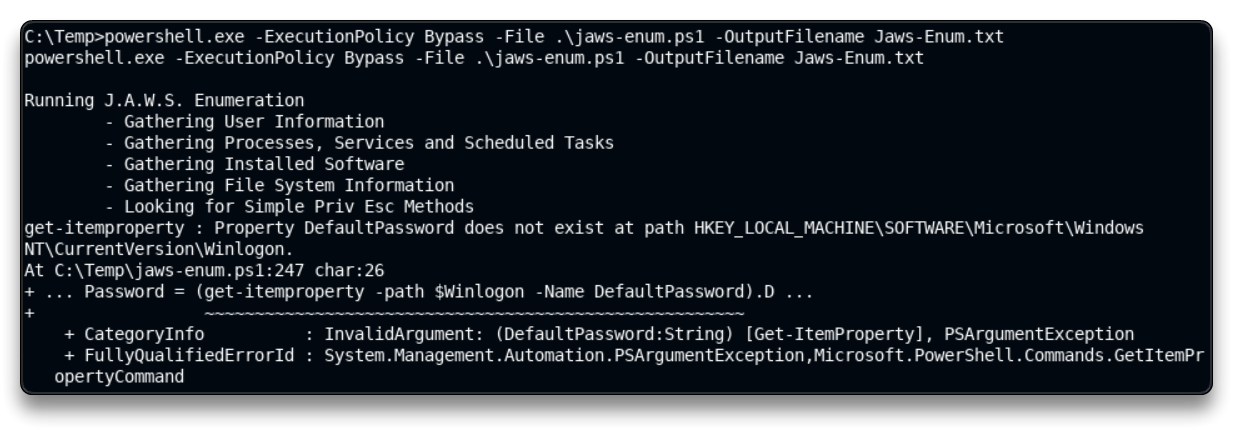 C:\Temp>powershell.exe -ExecutionPolicy Bypass -File .\jaws-enum.ps1 -OutputFilename Jaws-Enum.txt
powershell.exe -ExecutionPolicy Bypass -File .\jaws-enum.ps1 -OutputFilename Jaws-Enum.txt

Running J.A.W.S. Enumeration
        - Gathering User Information
        - Gathering Processes, Services and Scheduled Tasks
        - Gathering Installed Software
        - Gathering File System Information
        - Looking for Simple Priv Esc Methods
get-itemproperty : Property DefaultPassword does not exist at path HKEY_LOCAL_MACHINE\SOFTWARE\Microsoft\Windows
NT\CurrentVersion\Winlogon.
At C:\Temp\jaws-enum.ps1:247 char:26
+ ... Password = (get-itemproperty -path $Winlogon -Name DefaultPassword).D ...
+                 ~~~~~~~~~~~~~~~~~~~~~~~~~~~~~~~~~~~~~~~~~~~~~~~~~~~~~~
    + CategoryInfo          : InvalidArgument: (DefaultPassword:String) [Get-ItemProperty], PSArgumentException
    + FullyQualifiedErrorId : System.Management.Automation.PSArgumentException,Microsoft.PowerShell.Commands.GetItemPr
   opertyCommand